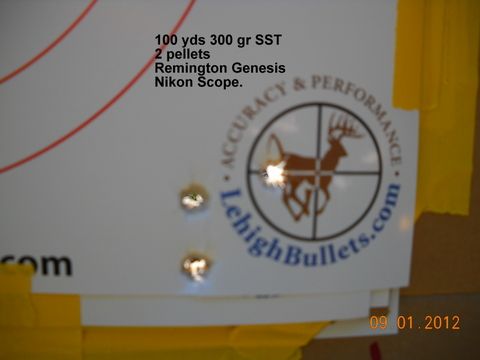 100 yds 300 gr SST
2 pellets
Remington Genesis
Nikon Scope.
• ACCURACY & PERFORMANCE •
LehighBullets.com
.com
09.01.2012